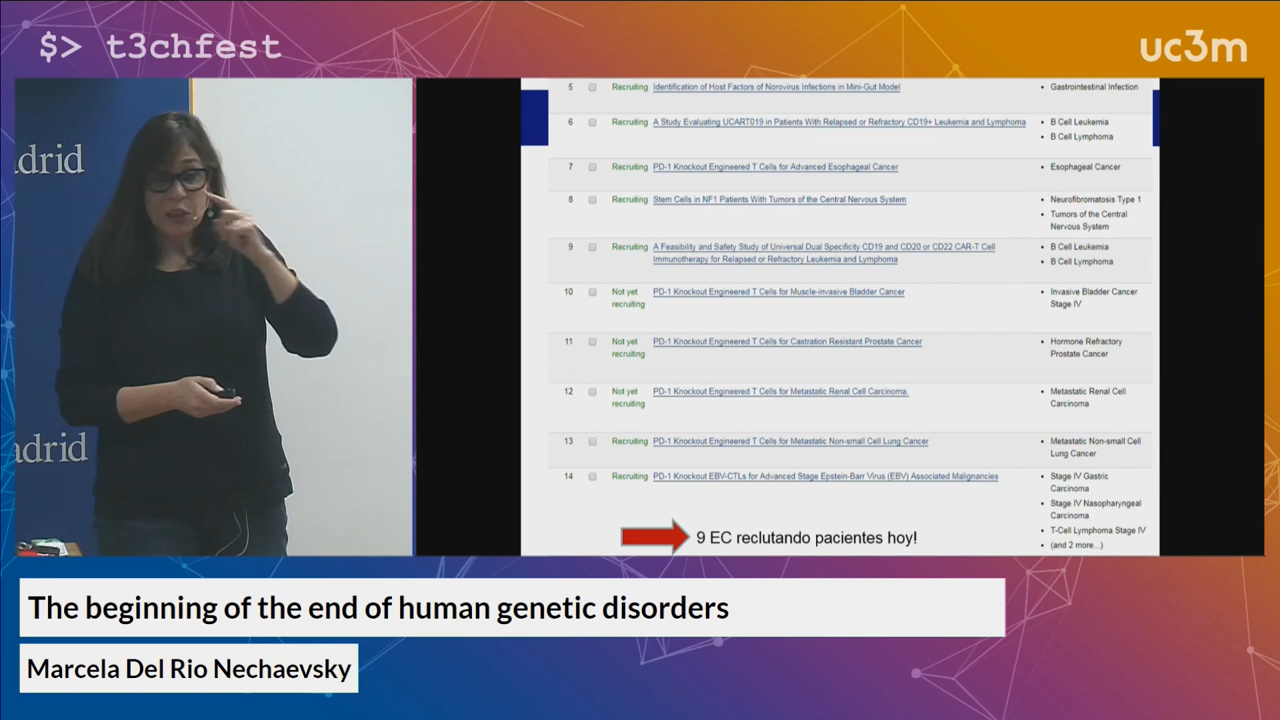 $> t3chfest
uc3m
adrid
adrid
5 Recruiting Identification of Host Factors of Norovirus Infections in Mini-Gut Model • Gastrointestinal Infection
6 Recruiting A Study Evaluating UCART019 in Patients With Relapsed or Refractory CD19+ Leukemia and Lymphoma • B Cell Leukemia
• B Cell Lymphoma
7 Recruiting PD-1 Knockout Engineered T Cells for Advanced Esophageal Cancer • Esophageal Cancer
8 Recruiting Stem Cells in NF1 Patients With Tumors of the Central Nervous System • Neurofibromatosis Type 1
• Tumors of the Central
Nervous System
9 Recruiting A Feasibility and Safety Study of Universal Dual Specificity CD19 and CD20 or CD22 CAR-T Cell • B Cell Leukemia
Immunotherapy for Relapsed or Refractory Leukemia and Lymphoma • B Cell Lymphoma
10 Not yet PD-1 Knockout Engineered T Cells for Muscle-invasive Bladder Cancer • Invasive Bladder Cancer
recruiting Stage IV
11 Not yet PD-1 Knockout Engineered T Cells for Castration Resistant Prostate Cancer • Hormone Refractory
recruiting Prostate Cancer
12 Not yet PD-1 Knockout Engineered T Cells for Metastatic Renal Cell Carcinoma. • Metastatic Renal Cell
recruiting Carcinoma
13 Recruiting PD-1 Knockout Engineered T Cells for Metastatic Non-small Cell Lung Cancer • Metastatic Non-small Cell
Lung Cancer
14 Recruiting PD-1 Knockout EBV-CTLs for Advanced Stage Epstein-Barr Virus (EBV) Associated Malignancies • Stage IV Gastric
Carcinoma
• Stage IV Nasopharyngeal
Carcinoma
• T-Cell Lymphoma Stage IV
• (and 2 more...)
9 EC reclutando pacientes hoy!
The beginning of the end of human genetic disorders
Marcela Del Rio Nechaevsky